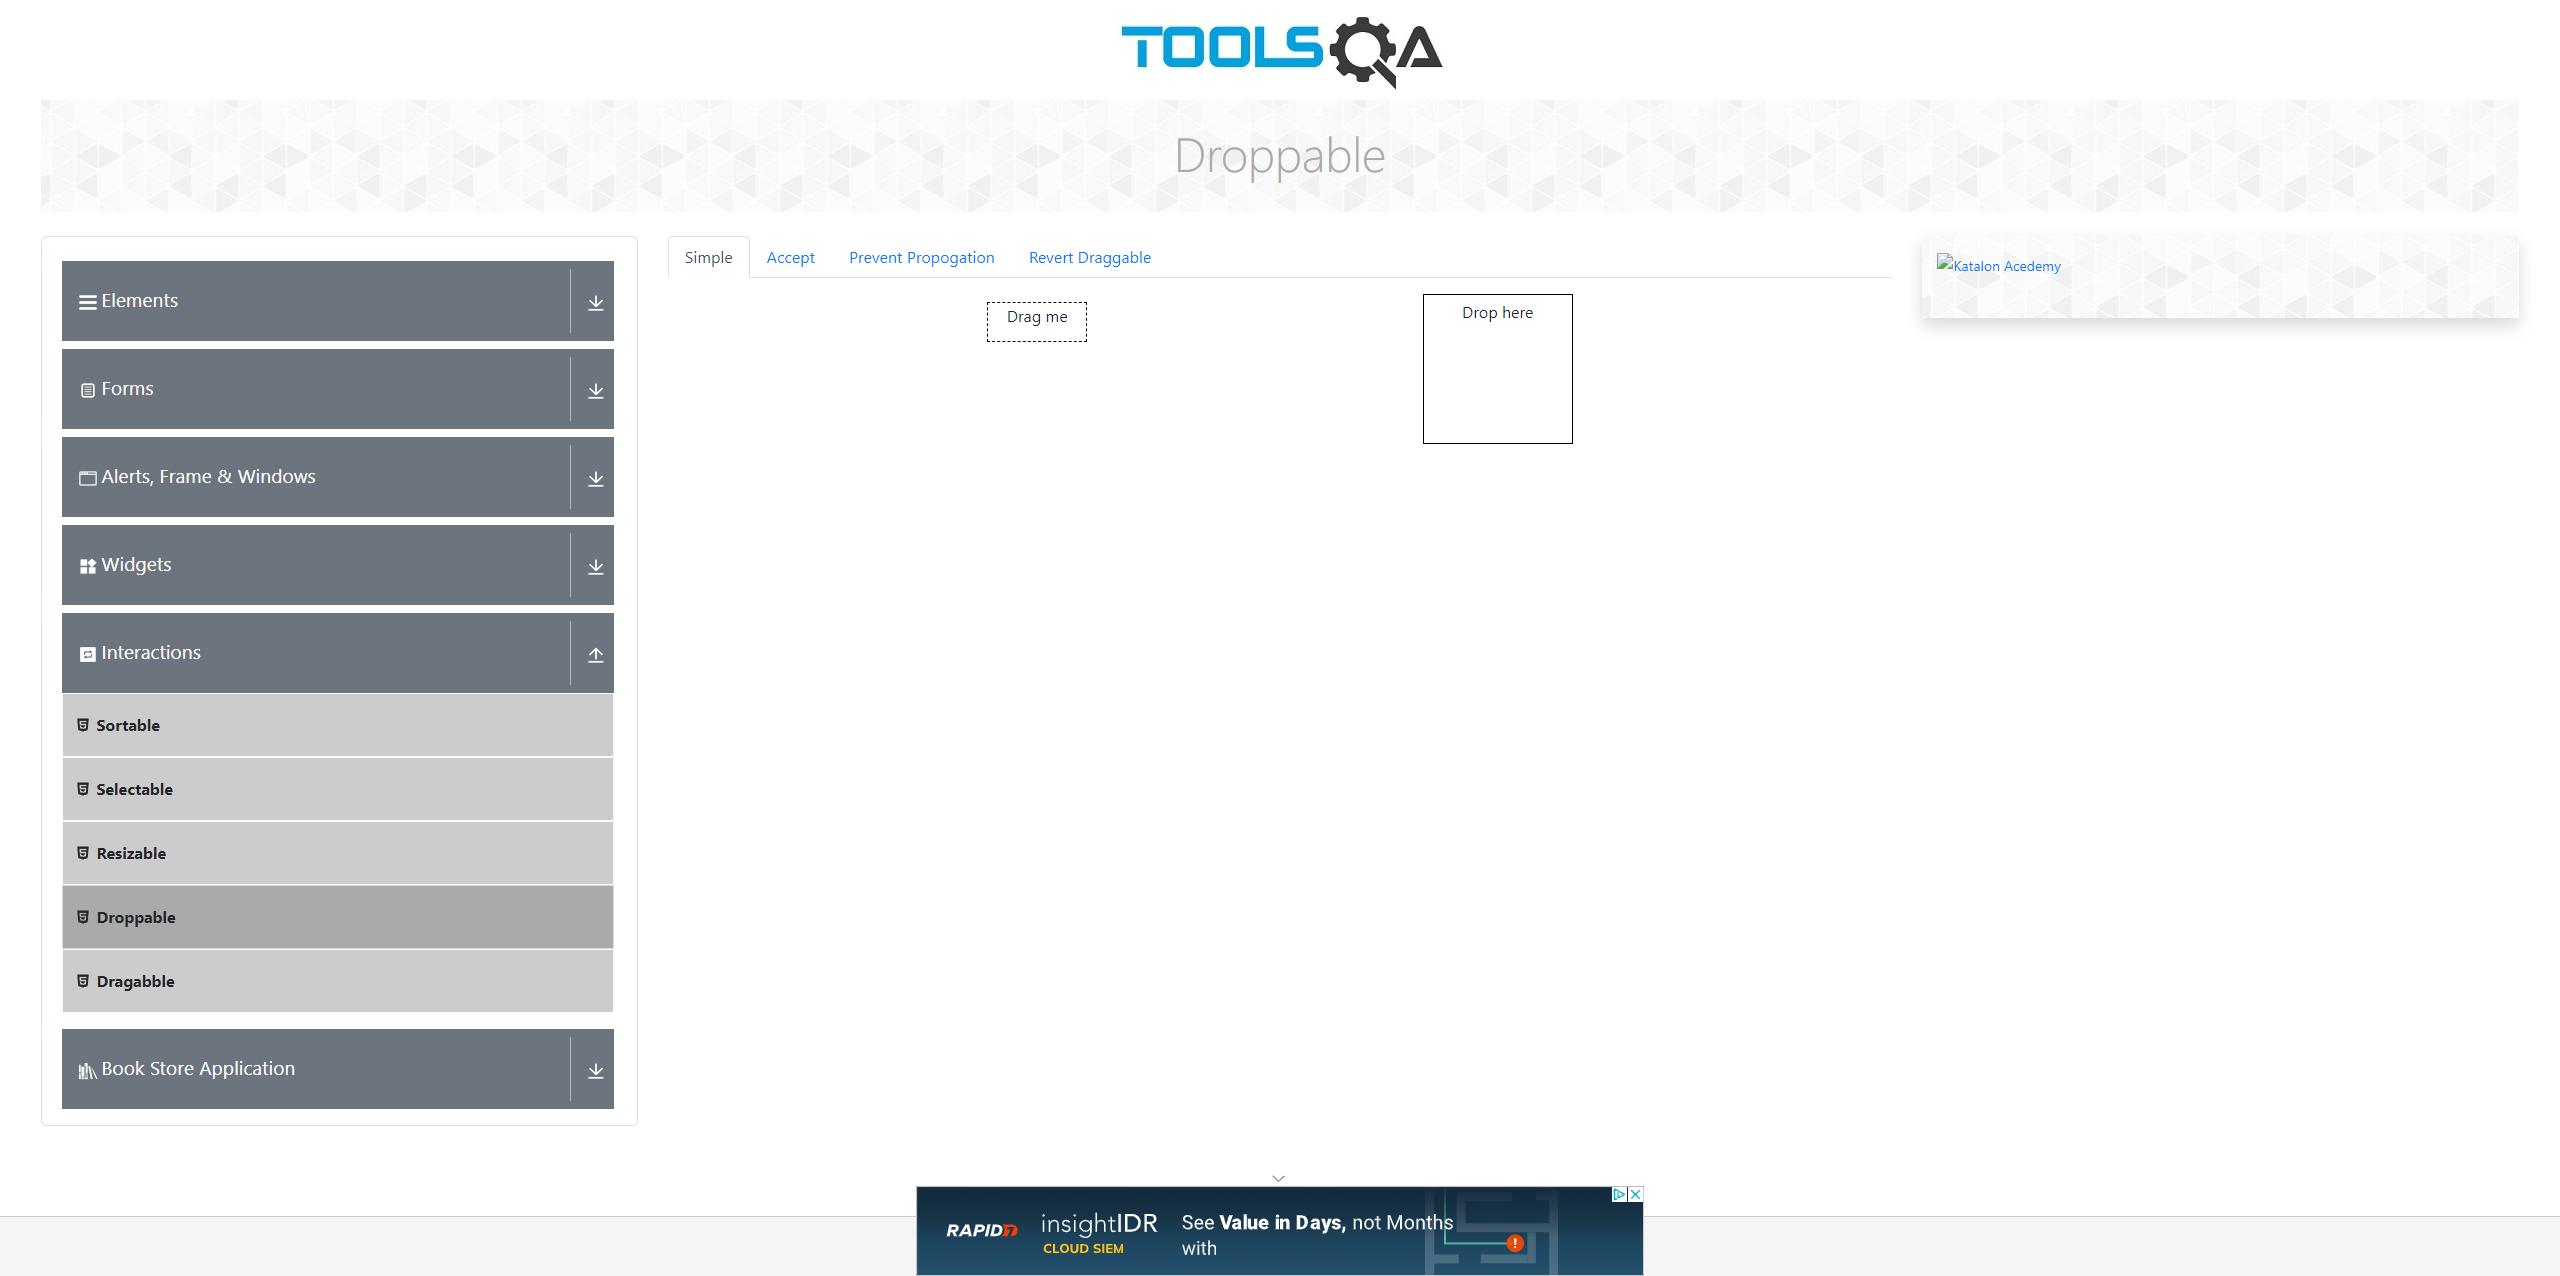 TOOLSQA
Droppable
Elements
Forms
Alerts, Frame & Windows
Widgets
Interactions
Sortable
Selectable
Resizable
Droppable
Dragabble
Book Store Application
Simple
Accept
Prevent Propogation
Revert Draggable
Drag me
Drop here
Katalon Acedemy
RAPID7
insightIDR
CLOUD SIEM
See Value in Days, not Months
with